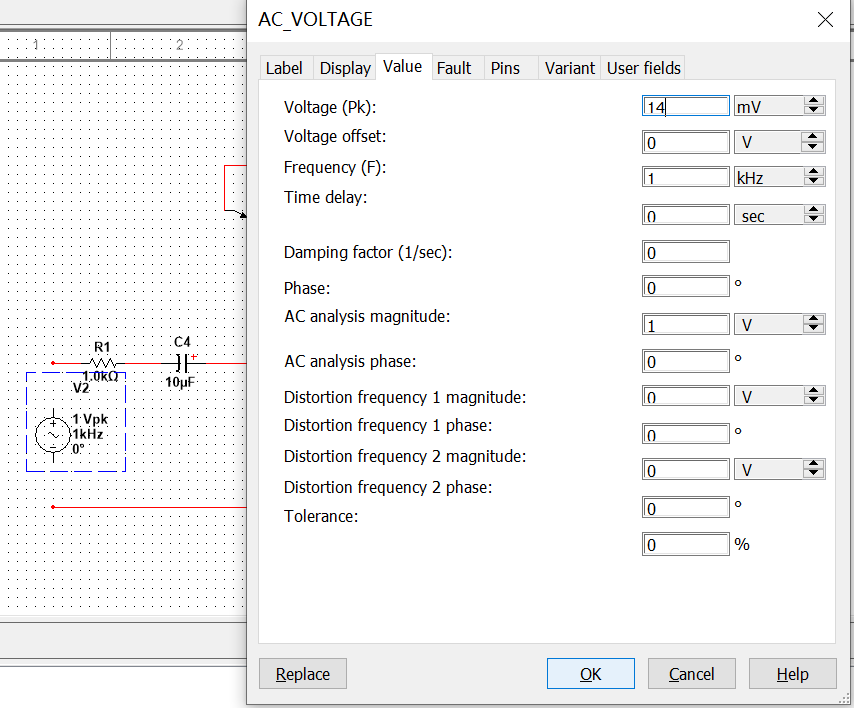 AC_VOLTAGE
1
2
Label Display Value Fault Pins Variant User fields
Voltage (Pk): 14 mV
Voltage offset: 0 V
Frequency (F): 1 kHz
Time delay: 0 sec
Damping factor (1/sec): 0
Phase: 0 °
AC analysis magnitude: 1 V
AC analysis phase: 0 °
Distortion frequency 1 magnitude: 0 V
Distortion frequency 1 phase: 0 °
Distortion frequency 2 magnitude: 0 V
Distortion frequency 2 phase: 0 °
Tolerance: 0 %
R1
1.0kΩ
C4
+
10µF
V2
1 Vpk
1kHz
0°
Replace OK Cancel Help